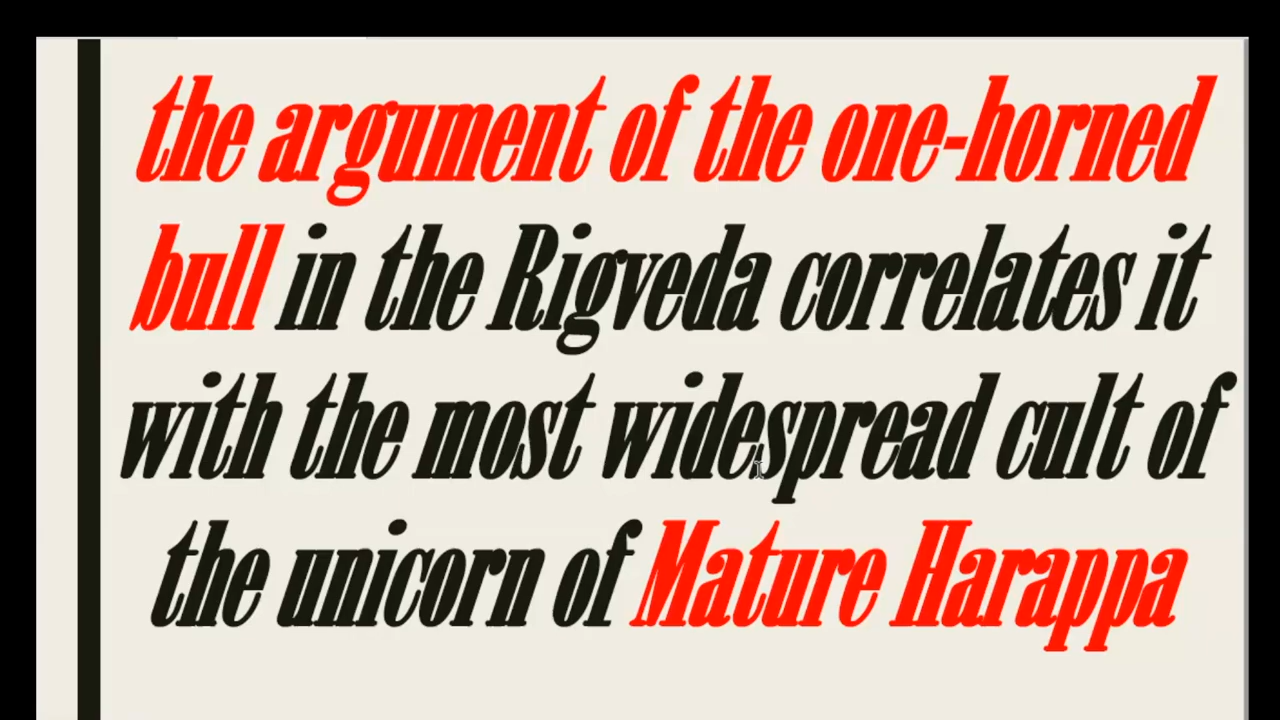 the argument of the one-horned
bull in the Rigveda correlates it
with the most widespread cult of
the unicorn of Mature Harappa